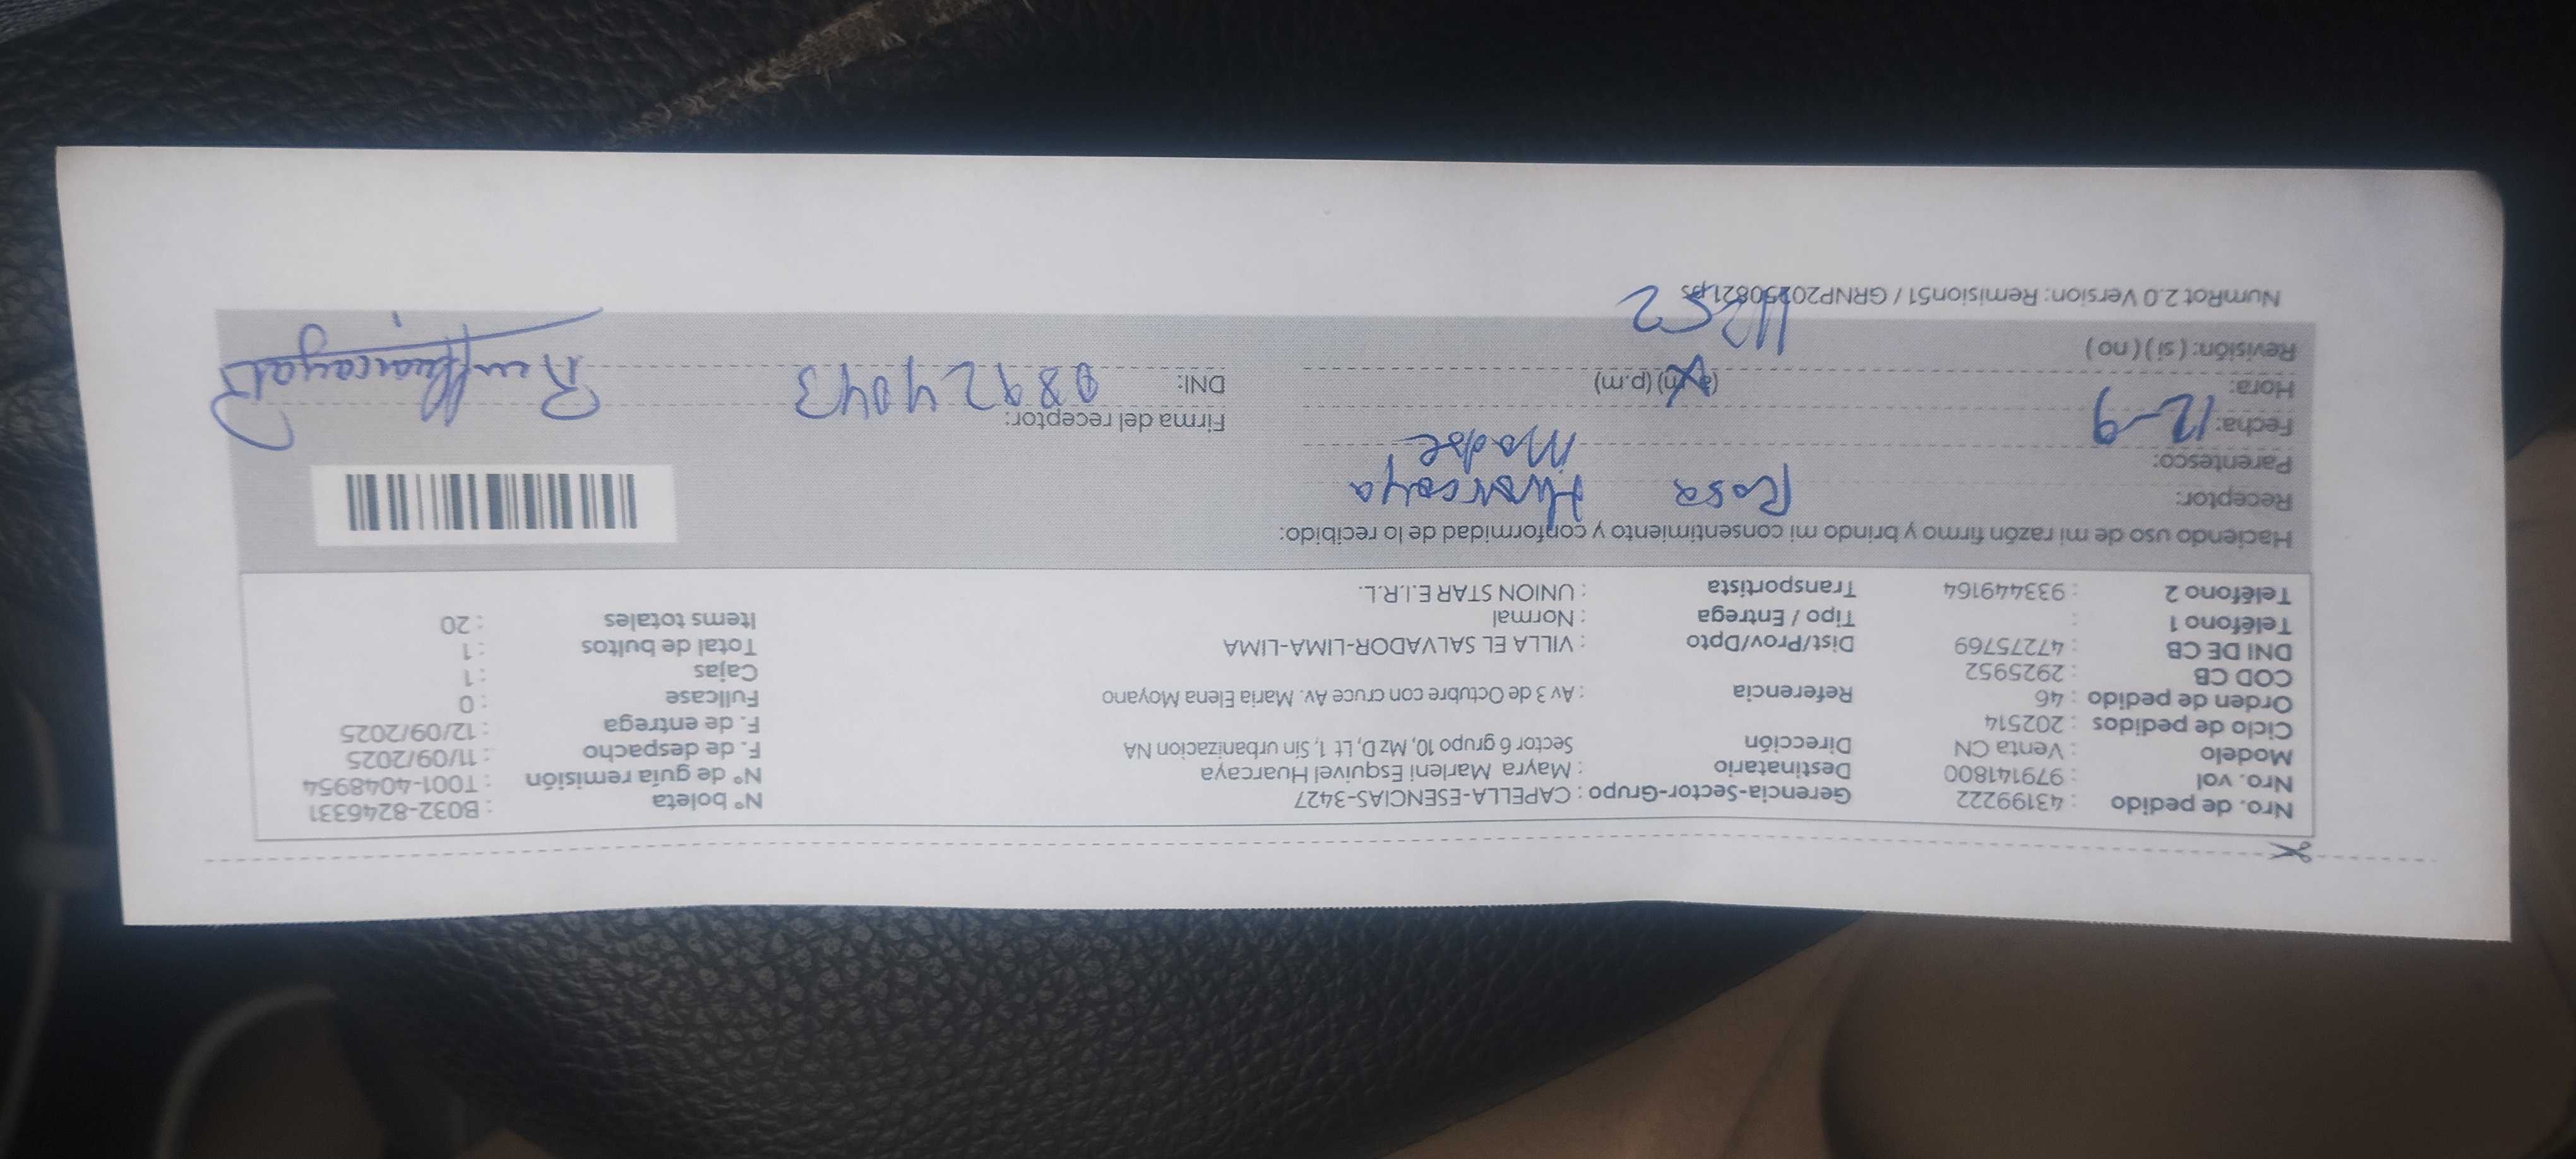 Nro. de pedido : 43199222 Gerencia-Sector-Grupo : CAPELLA-ESENCIAS-3427 N° boleta : B032-8246331
Nro. vol : 979141800 Destinatario : Mayra Marleni Esquivel Huarcaya N° de guía remisión : T001-4048954
Modelo : Venta CN Dirección Sector 6 grupo 10, Mz D, Lt 1, Sin urbanizacion NA F. de despacho : 11/09/2025
Ciclo de pedidos : 202514 F. de entrega : 12/09/2025
Orden de pedido : 46 Referencia : Av 3 de Octubre con cruce Av. Maria Elena Moyano Fullcase : 0
COD CB : 2925952 Cajas : 1
DNI DE CB : 47275769 Dist/Prov/Dpto : VILLA EL SALVADOR-LIMA-LIMA Total de bultos : 1
Teléfono 1 : Tipo / Entrega : Normal Items totales : 20
Teléfono 2 : 933449164 Transportista : UNION STAR E.I.R.L.
Haciendo uso de mi razón firmo y brindo mi consentimiento y conformidad de lo recibido:
Receptor: Rosa Huarcaya
Parentesco: Madre
Fecha: 12-9 Firma del receptor:
Hora: (a.m) (p.m) DNI: 08924043
Revisión: ( si ) ( no ) 11:52
NumRot 2.0 Version: Remision51 / GRNP20250821.ps